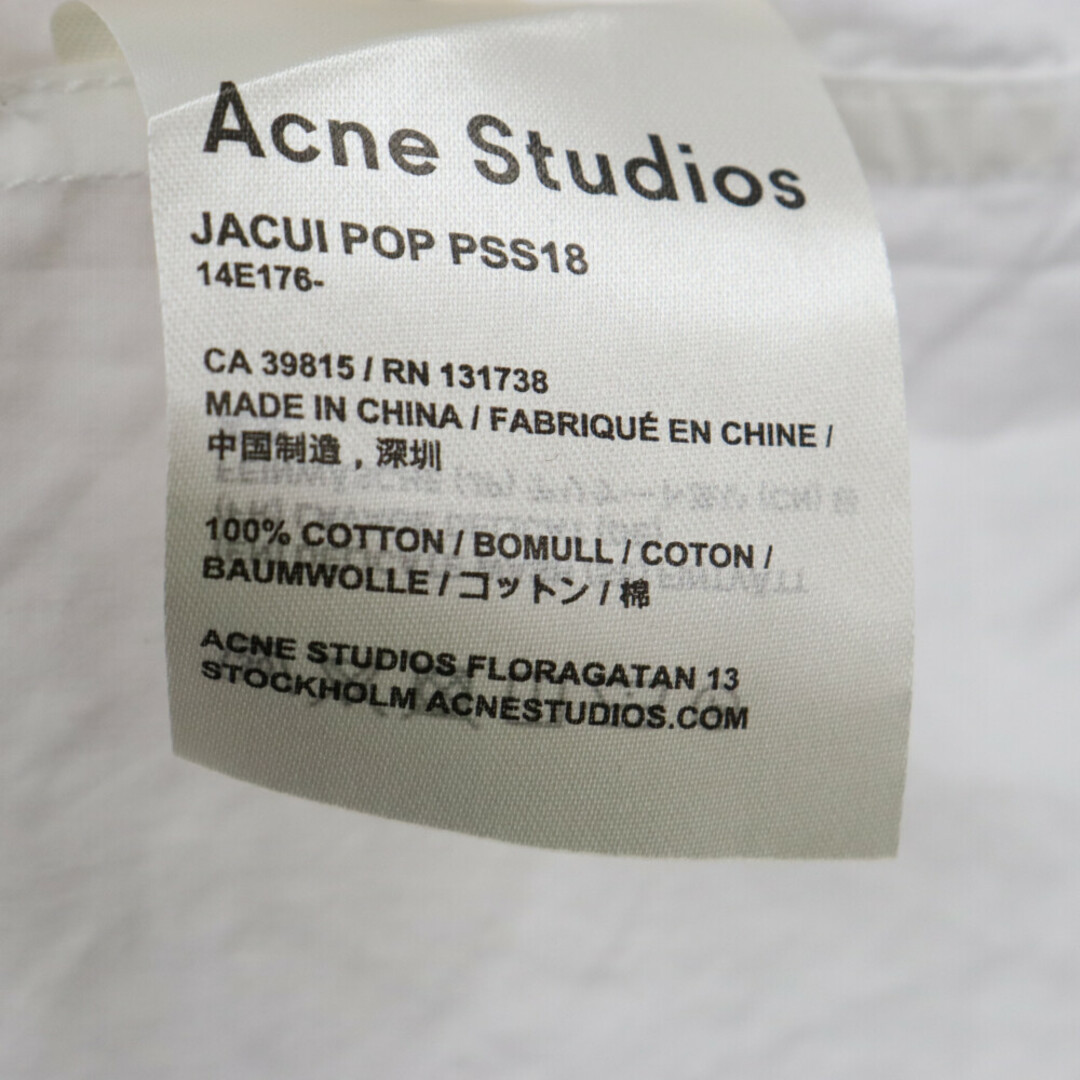 Acne Studios
JACUI POP PSS18
14E176-
CA 39815 / RN 131738
MADE IN CHINA / FABRIQUÉ EN CHINE /
中国制造，深圳
100% COTTON / BOMULL / COTON /
BAUMWOLLE / コットン / 棉
ACNE STUDIOS FLORAGATAN 13
STOCKHOLM ACNESTUDIOS.COM